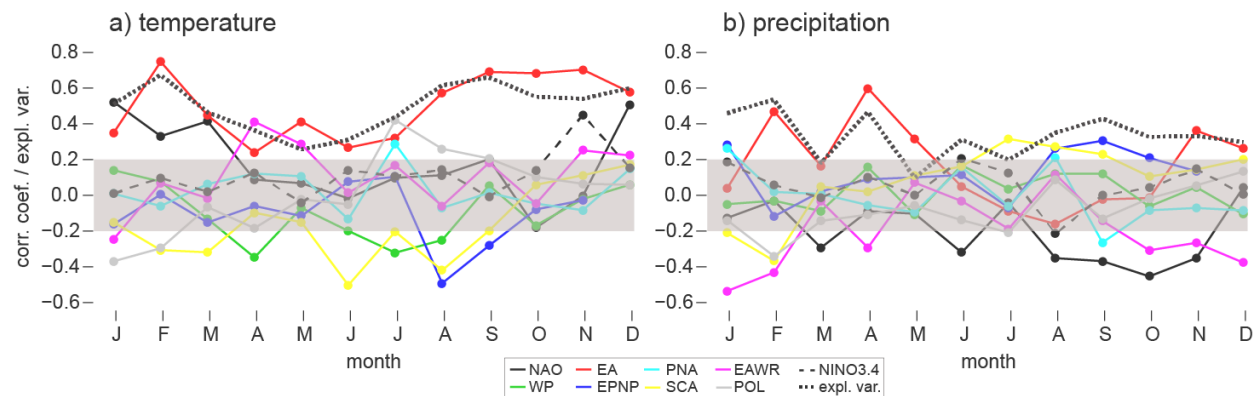 a) temperature
b) precipitation
corr. coef. / expl. var.
0.8
0.6
0.4
0.2
0.0
−0.2
−0.4
−0.6
J F M A M J J A S O N D
month
0.8
0.6
0.4
0.2
0.0
−0.2
−0.4
−0.6
J F M A M J J A S O N D
month
NAO EA PNA EAWR NINO3.4
WP EPNP SCA POL expl. var.